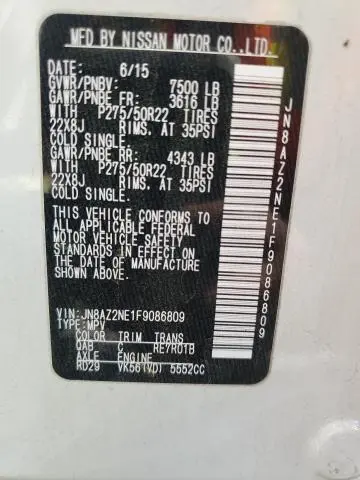 MFD BY NISSAN MOTOR CO.,LTD.
DATE: 6/15
GVWR/PNBV: 7500 LB
GAWR/PNBE FR: 3616 LB
WITH P275/50R22 TIRES
22X8J RIMS, AT 35PSI
COLD SINGLE.
GAWR/PNBE RR: 4343 LB
WITH P275/50R22 TIRES
22X8J RIMS, AT 35PSI
COLD SINGLE.
THIS VEHICLE CONFORMS TO
ALL APPLICABLE FEDERAL
MOTOR VEHICLE SAFETY
STANDARDS IN EFFECT ON
THE DATE OF MANUFACTURE
SHOWN ABOVE.
VIN:JN8AZ2NE1F9086809
TYPE:MPV
COLOR TRIM TRANS
QAB C RE7R01B
AXLE ENGINE
RD29 VK56(VD) 5552CC
JN8AZ2NE1F9086809